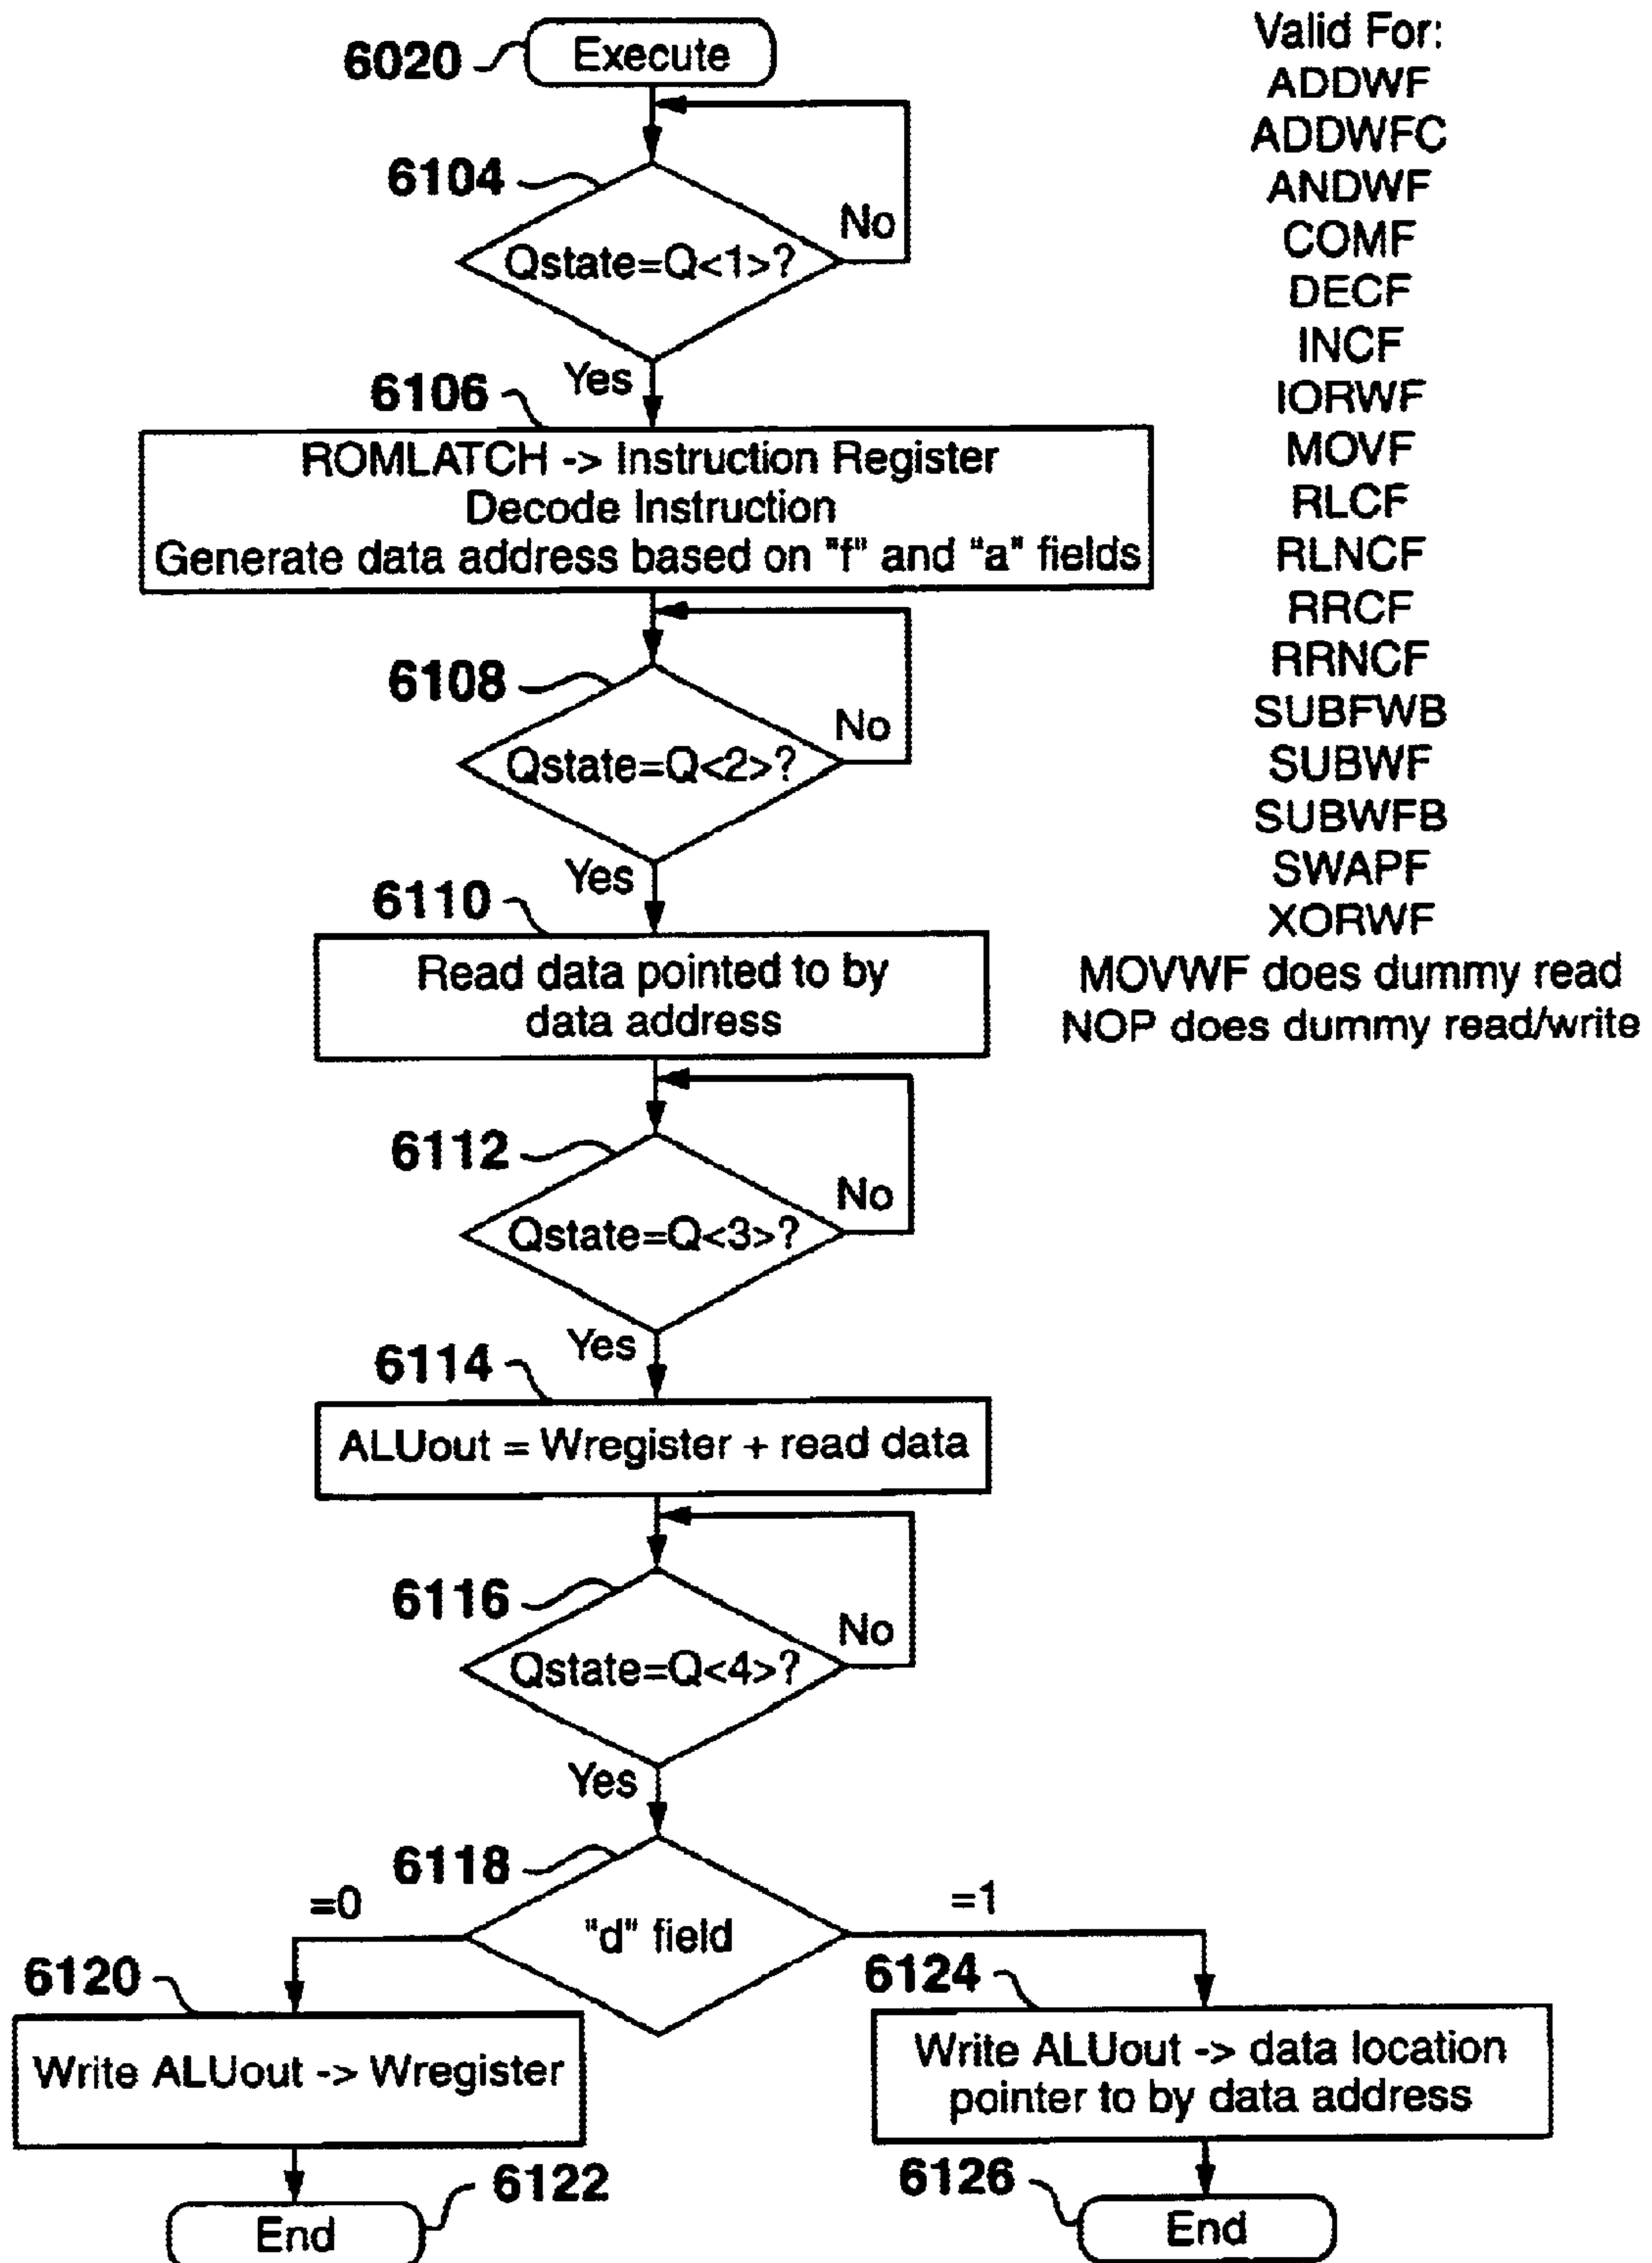 6020
Execute
6104
Qstate=Q<1>?
No
Yes
6106
ROMLATCH -> Instruction Register
Decode Instruction
Generate data address based on "f" and "a" fields
6108
Qstate=Q<2>?
No
Yes
6110
Read data pointed to by
data address
6112
Qstate=Q<3>?
No
Yes
6114
ALUout = Wregister + read data
6116
Qstate=Q<4>?
No
Yes
6118
"d" field
=0
=1
6120
Write ALUout -> Wregister
6122
End
6124
Write ALUout -> data location
pointer to by data address
6126
End
Valid For:
ADDWF
ADDWFC
ANDWF
COMF
DECF
INCF
IORWF
MOVF
RLCF
RLNCF
RRCF
RRNCF
SUBFWB
SUBWF
SUBWFB
SWAPF
XORWF
MOVWF does dummy read
NOP does dummy read/write